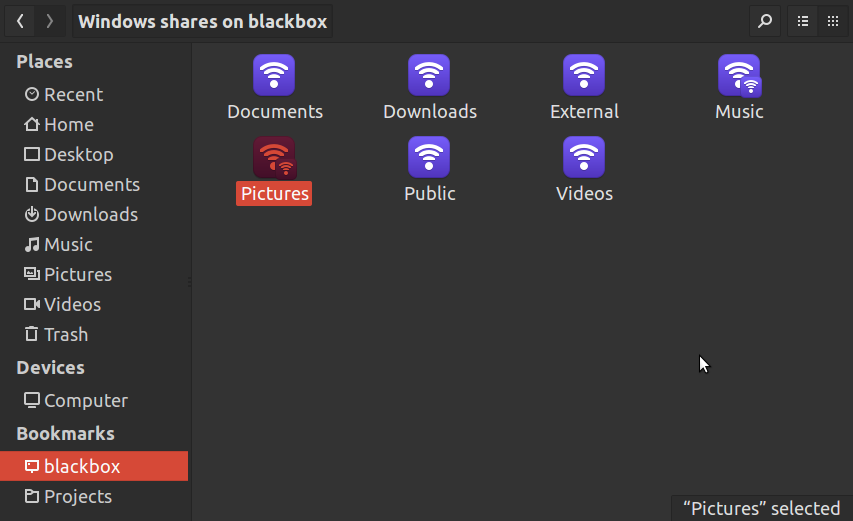 Windows shares on blackbox
Places
Recent
Home
Desktop
Documents
Downloads
Music
Pictures
Videos
Trash
Devices
Computer
Bookmarks
blackbox
Projects
Documents
Downloads
External
Music
Pictures
Public
Videos
“Pictures” selected